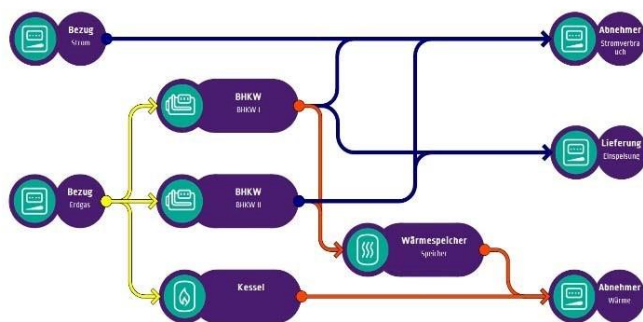 Bezug
Strom
Abnehmer
Stromverbra
uch
BHKW
BHKW I
Lieferung
Einspeisung
Bezug
Erdgas
BHKW
BHKW II
Wärmespeicher
Speicher
Kessel
Abnehmer
Wärme